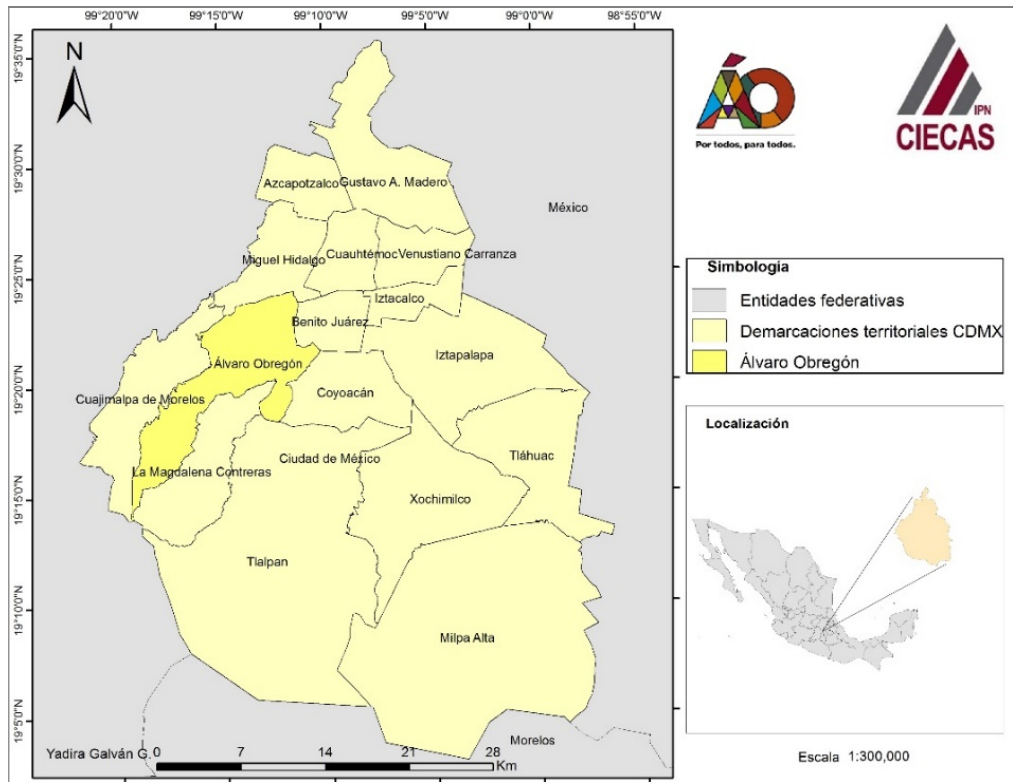 99°20'0"N 99°15'0"N 99°10'0"N 99°5'0"N 99°0'0"N 98°55'0"N
19°35'0"N
19°30'0"N
19°25'0"N
19°20'0"N
19°15'0"N
19°10'0"N
19°5'0"N
N
Azcapotzalco
Gustavo A. Madero
México
Miguel Hidalgo
Cuauhtémoc
Venustiano Carranza
Iztacalco
Benito Juárez
Iztapalapa
Álvaro Obregón
Coyoacán
Cuajimalpa de Morelos
Tláhuac
Ciudad de México
La Magdalena Contreras
Xochimilco
Tlalpan
Milpa Alta
Morelos
Yadira Galván G.
0 7 14 21 28
Km
ÁO
Por todos, para todos.
IPN
CIECAS
Simbología
Entidades federativas
Demarcaciones territoriales CDMX
Álvaro Obregón
Localización
Escala 1:300,000